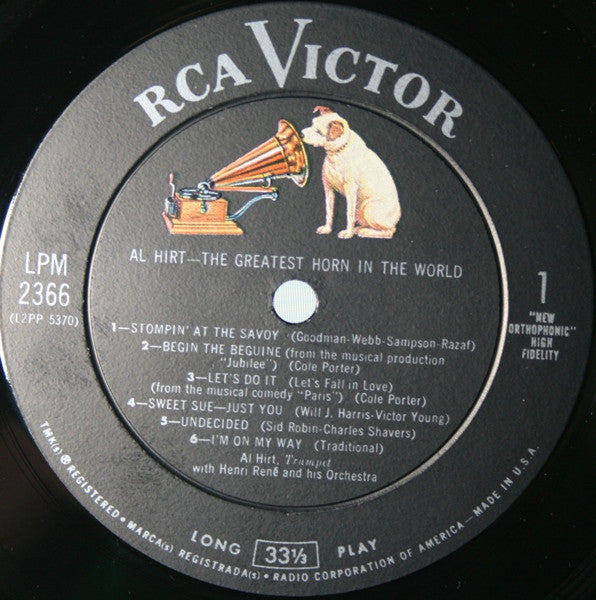 RCA VICTOR
AL HIRT—THE GREATEST HORN IN THE WORLD
LPM
2366
(L2PP 5370)
1
"NEW
ORTHOPHONIC"
HIGH
FIDELITY
1—STOMPIN' AT THE SAVOY (Goodman-Webb-Sampson-Razaf)
2—BEGIN THE BEGUINE (from the musical production
"Jubilee") (Cole Porter)
3—LET'S DO IT (Let's Fall in Love)
(from the musical comedy "Paris") (Cole Porter)
4—SWEET SUE—JUST YOU (Will J. Harris-Victor Young)
5—UNDECIDED (Sid Robin-Charles Shavers)
6—I'M ON MY WAY (Traditional)
Al Hirt, Trumpet
with Henri René and his Orchestra
LONG 33⅓ PLAY
TMK(s) ® REGISTERED • MARCA(s) REGISTRADA(s) • RADIO CORPORATION OF AMERICA—MADE IN U.S.A.